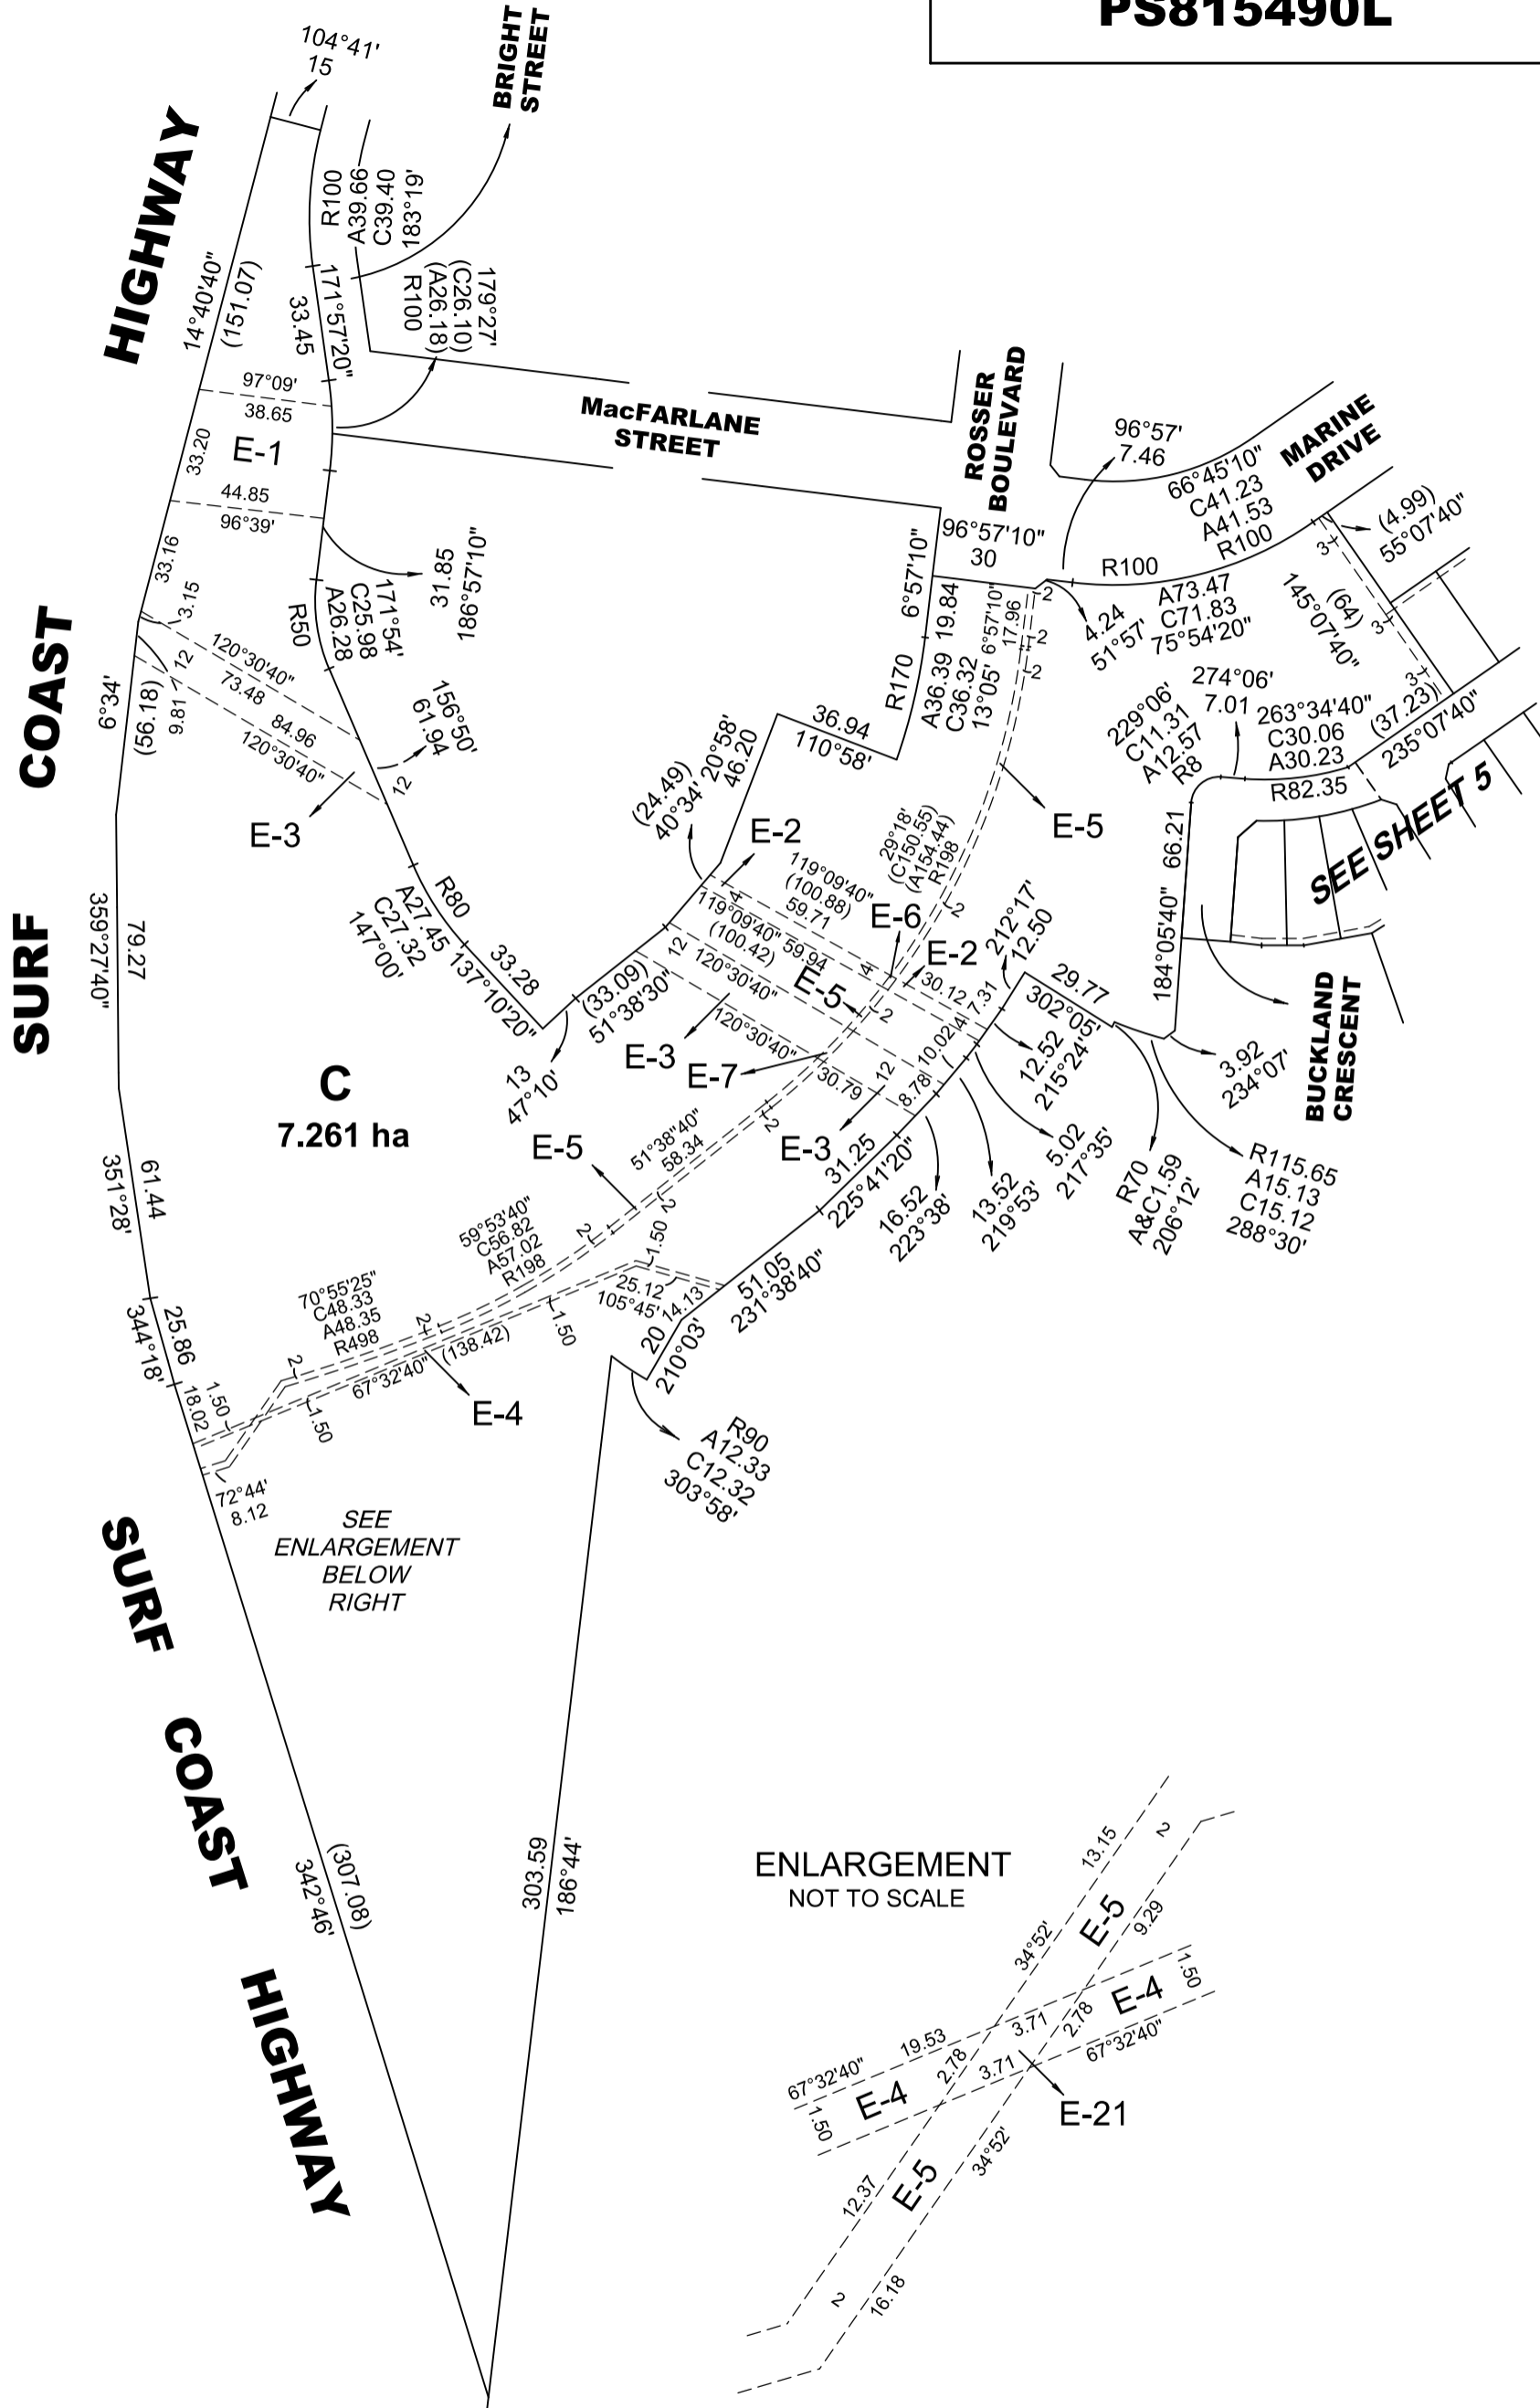 PS815490L
104°41'
15
BRIGHT
STREET
HIGHWAY
R100
A39.66
C39.40
183°19'
14°40'40"
(151.07)
33.45
171°57'20"
179°27'
(C26.10)
(A26.18)
R100
97°09'
38.65
E-1
33.20
44.85
96°39'
MacFARLANE
STREET
ROSSER
BOULEVARD
96°57'
7.46
MARINE
DRIVE
66°45'10"
C41.23
A41.53
R100
(4.99)
55°07'40"
96°57'10"
30
R100
A73.47
C71.83
75°54'20"
4.24
51°57'
3
(64)
145°07'40"
3
3
33.16
3.15
31.85
186°57'10"
R50
A26.28
C25.98
171°54'
6°57'10"
19.84
6°57'10"
17.96
2
2
2
R170
A36.39
C36.32
13°05'
COAST
6°34'
(56.18)
9.81
12
120°30'40"
73.48
84.96
120°30'40"
12
156°50'
61.94
E-3
36.94
110°58'
20°58'
46.20
(24.49)
40°34'
229°06'
C11.31
A12.57
R8
274°06'
7.01
263°34'40"
C30.06
A30.23
R82.35
(37.23)
235°07'40"
SEE SHEET 5
66.21
184°05'40"
E-5
29°18'
(C150.55)
(A154.44)
R198
2
E-2
4
119°09'40"
(100.88)
59.71
119°09'40"
(100.42)
59.94
E-6
4
E-2
30.12
212°17'
12.50
29.77
302°05'
SURF
359°27'40"
79.27
R80
A27.45
C27.32
147°00'
33.28
137°10'20"
(33.09)
51°38'30"
12
120°30'40"
E-5
2
120°30'40"
E-3
E-7
30.79
12
10.02
4
7.31
8.78
12.52
215°24'
3.92
234°07'
BUCKLAND
CRESCENT
13
47°10'
C
7.261 ha
E-3
2
31.25
225°41'20"
16.52
223°38'
13.52
219°53'
5.02
217°35'
R70
A&C1.59
206°12'
R115.65
A15.13
C15.12
288°30'
E-5
51°38'40"
58.34
2
2
61.44
351°28'
59°53'40"
C56.82
A57.02
R198
1.50
25.12
105°45'
14.13
51.05
231°38'40"
70°55'25"
C48.33
A48.35
R498
2
2
25.86
344°18'
18.02
1.50
67°32'40"
(138.42)
1.50
1.50
20
210°03'
E-4
R90
A12.33
C12.32
303°58'
72°44'
8.12
SEE
ENLARGEMENT
BELOW
RIGHT
SURF
COAST
HIGHWAY
(307.08)
342°46'
303.59
186°44'
ENLARGEMENT
NOT TO SCALE
13.15
2
34°52'
E-5
9.29
1.50
E-4
67°32'40"
19.53
3.71
2.78
67°32'40"
E-4
2.78
3.71
1.50
E-21
12.37
E-5
34°52'
2
16.18